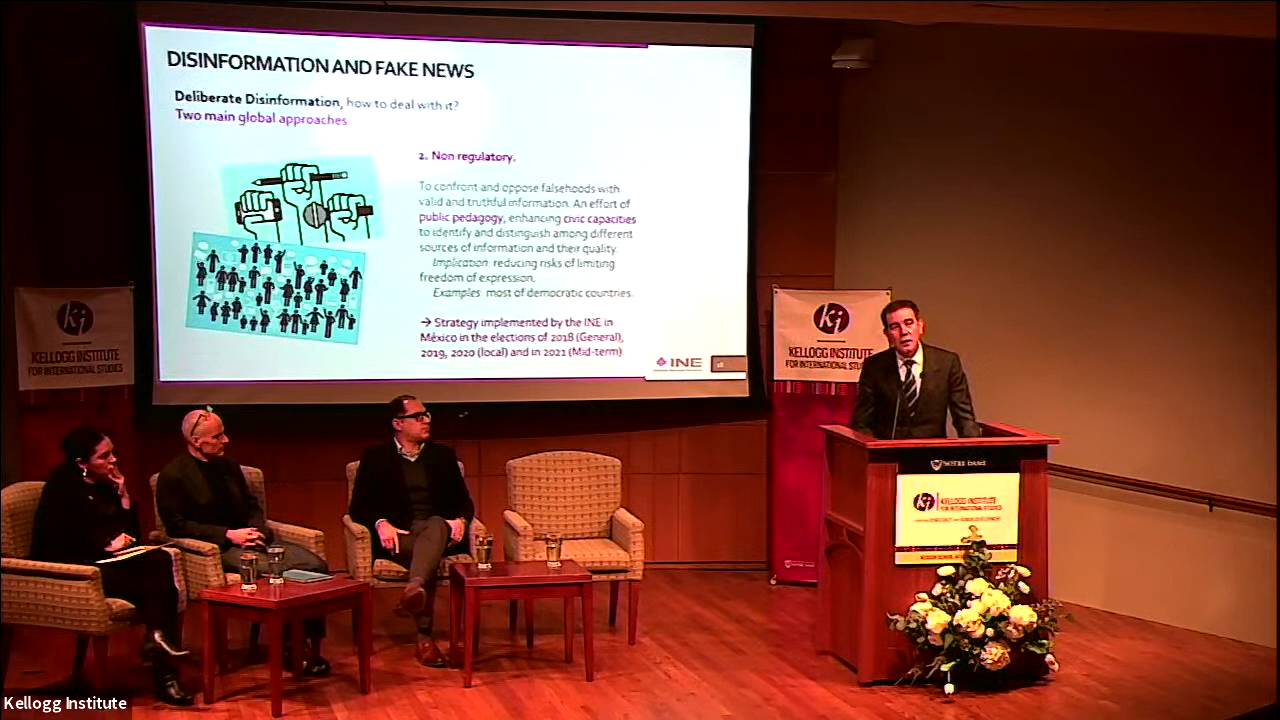 DISINFORMATION AND FAKE NEWS
Deliberate Disinformation, how to deal with it?
Two main global approaches
2. Non regulatory.
To confront and oppose falsehoods with
valid and truthful information. An effort of
public pedagogy, enhancing civic capacities
to identify and distinguish among different
sources of information and their quality.
Implication: reducing risks of limiting
freedom of expression.
Examples: most of democratic countries.
→ Strategy implemented by the INE in
México in the elections of 2018 (General),
2019, 2020 (local) and in 2021 (Mid-term)
INE
18
ki
KELLOGG INSTITUTE
FOR INTERNATIONAL STUDIES
ki
KELLOGG INSTITUTE
FOR INTERNATIONAL STUD
NOTRE DAME
ki
KELLOGG INSTITUTE
FOR INTERNATIONAL STUDIES
Kellogg Institute